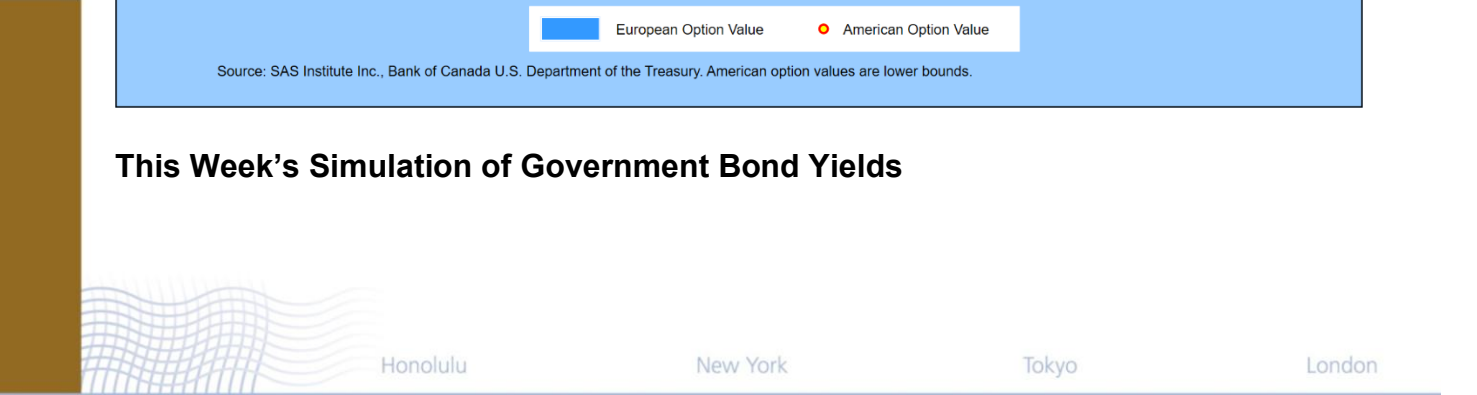 European Option Value American Option Value
Source: SAS Institute Inc., Bank of Canada U.S. Department of the Treasury. American option values are lower bounds.
This Week’s Simulation of Government Bond Yields
Honolulu New York Tokyo London